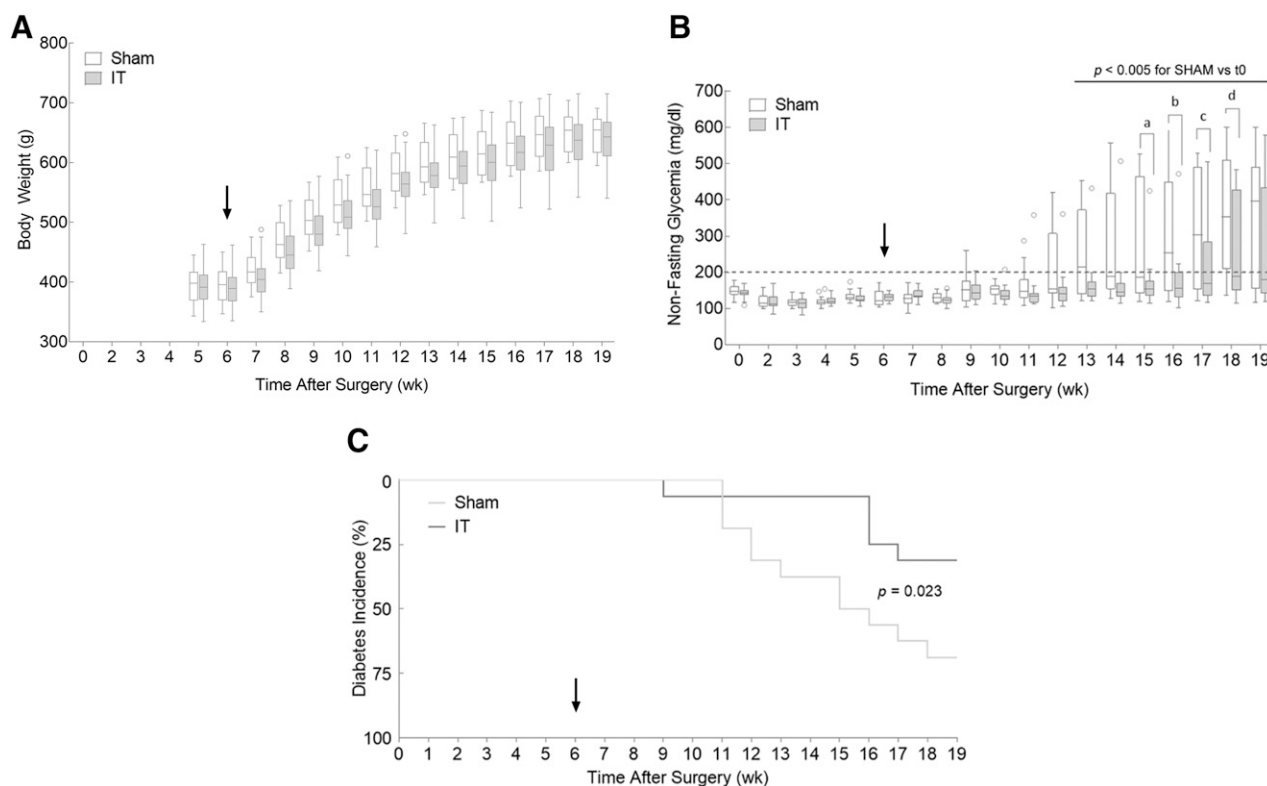 A
800
700
600
500
400
300
Body Weight (g)
Sham
IT
0 2 3 4 5 6 7 8 9 10 11 12 13 14 15 16 17 18 19
Time After Surgery (wk)
B
p < 0.005 for SHAM vs t0
700
600
500
400
300
200
100
0
Non-Fasting Glycemia (mg/dl)
Sham
IT
a
b
c
d
0 2 3 4 5 6 7 8 9 10 11 12 13 14 15 16 17 18 19
Time After Surgery (wk)
C
0
25
50
75
100
Diabetes Incidence (%)
Sham
IT
p = 0.023
0 1 2 3 4 5 6 7 8 9 10 11 12 13 14 15 16 17 18 19
Time After Surgery (wk)